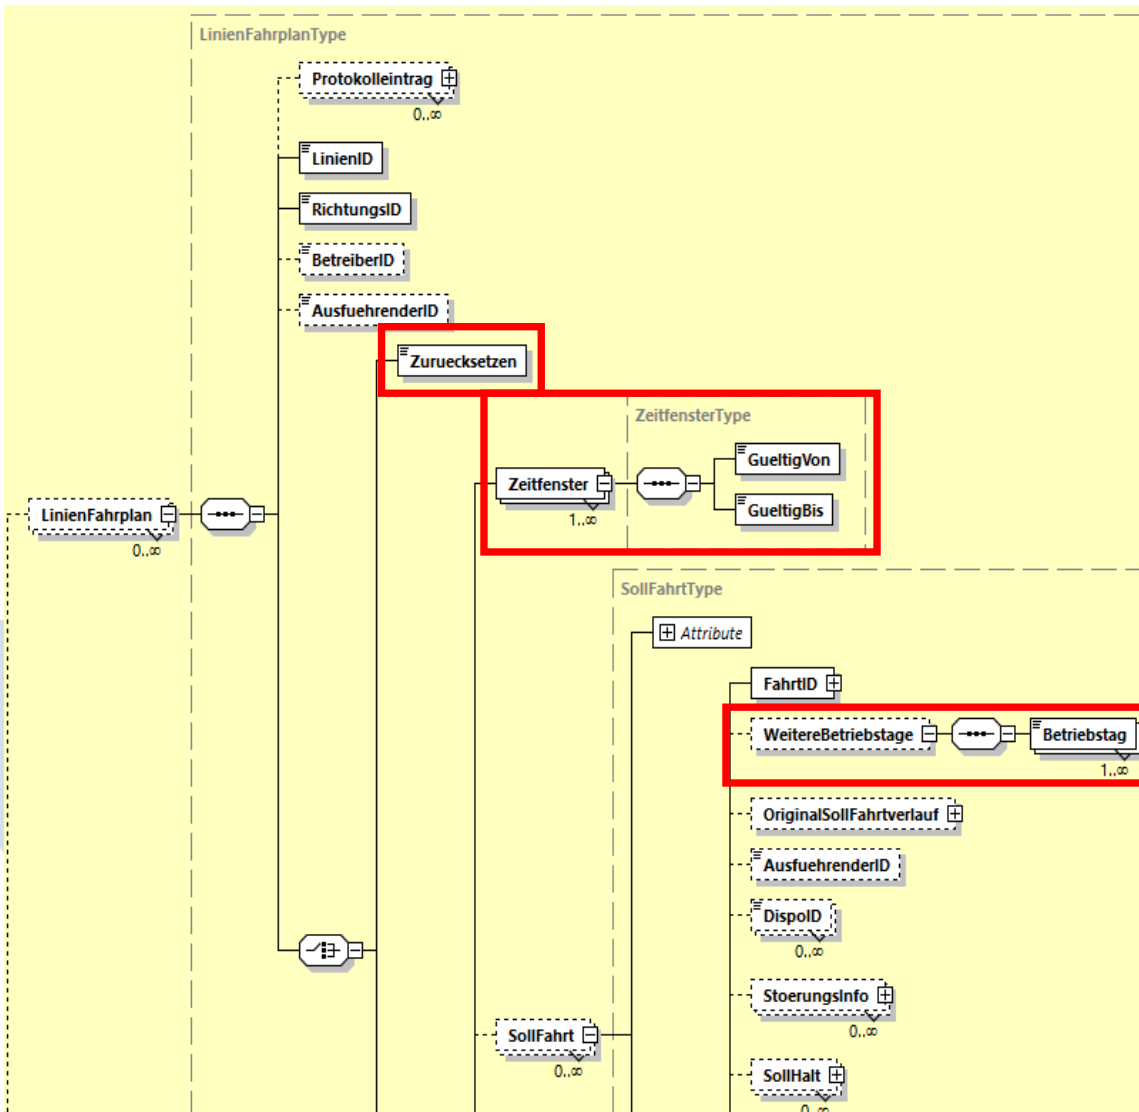 LinienFahrplanType
Protokolleintrag
0..∞
LinienID
RichtungsID
BetreiberID
AusfuehrenderID
Zuruecksetzen
ZeitfensterType
GueltigVon
Zeitfenster
1..∞
GueltigBis
LinienFahrplan
0..∞
SollFahrtType
Attribute
FahrtID
WeitereBetriebstage
Betriebstag
1..∞
OriginalSollFahrtverlauf
AusfuehrenderID
DispoID
0..∞
StoerungsInfo
0..∞
SollFahrt
0..∞
SollHalt
0..∞